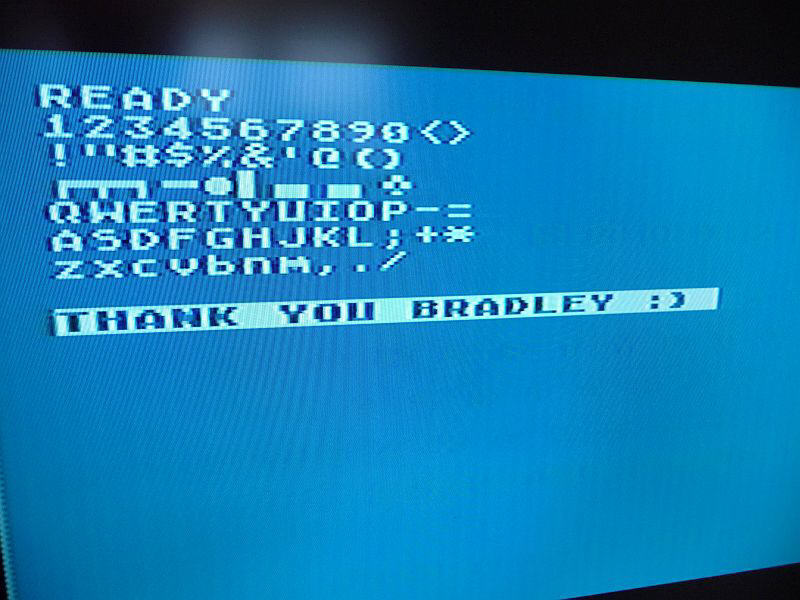 READY
1234567890<>
!"#$%&'@()
QWERTYUIOP-=
ASDFGHJKL;+*
zxcvbnm,./
THANK YOU BRADLEY :)